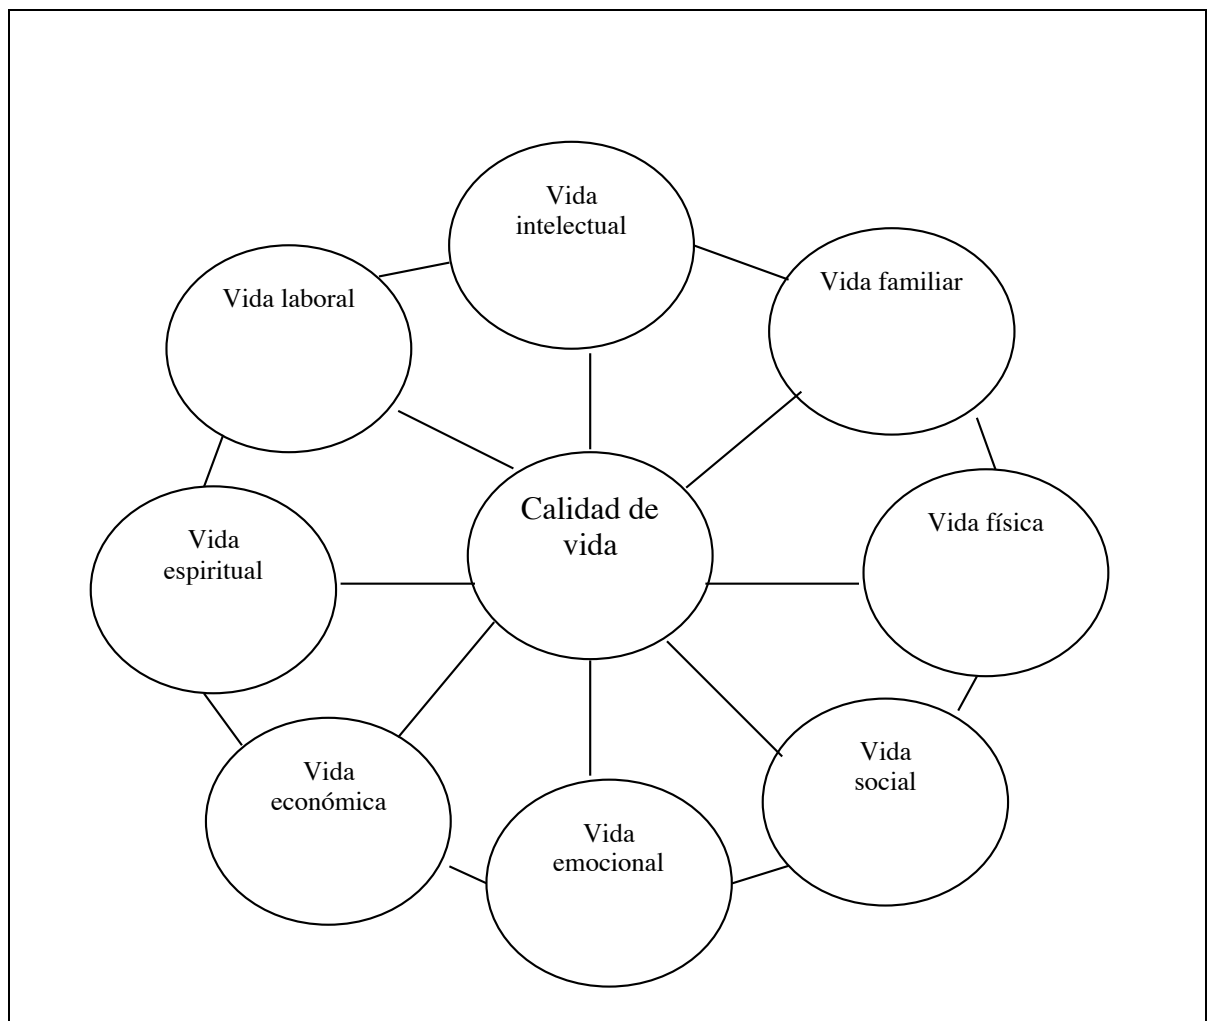 Vida
intelectual
Vida familiar
Vida laboral
Calidad de
vida
Vida física
Vida
espiritual
Vida
social
Vida
económica
Vida
emocional